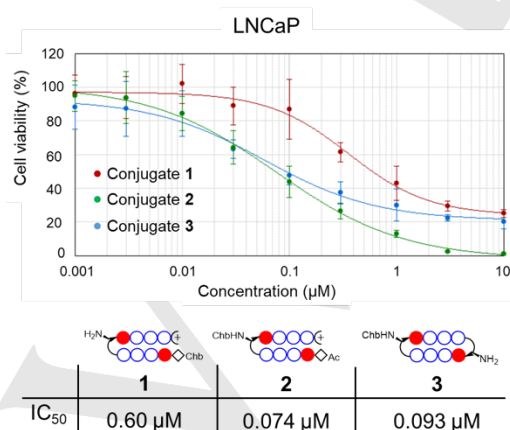 LNCaP
Cell viability (%)
120
100
80
60
40
20
0
Conjugate 1
Conjugate 2
Conjugate 3
0.001 0.01 0.1 1 10
Concentration (μM)
H₂N ChbHN ChbHN
+ +
Chb Ac NH₂
1 2 3
IC₅₀ 0.60 μM 0.074 μM 0.093 μM